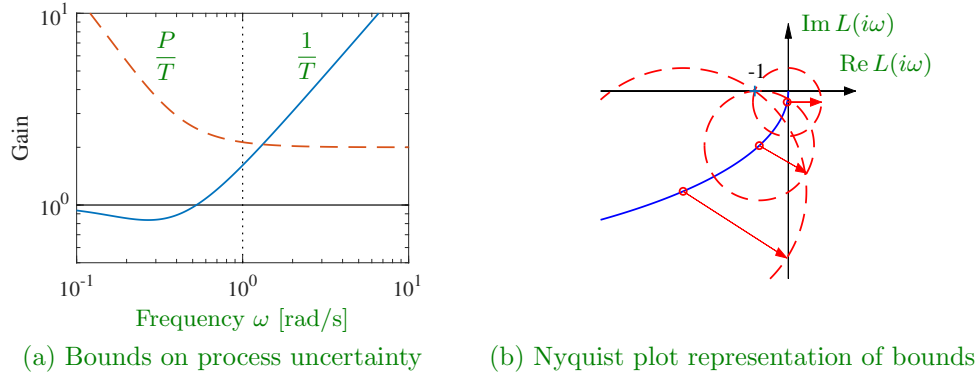 10^1
P/T
1/T
Gain
10^0
10^-1
10^0
10^1
Frequency ω [rad/s]
(a) Bounds on process uncertainty
Im L(iω)
Re L(iω)
-1
(b) Nyquist plot representation of bounds